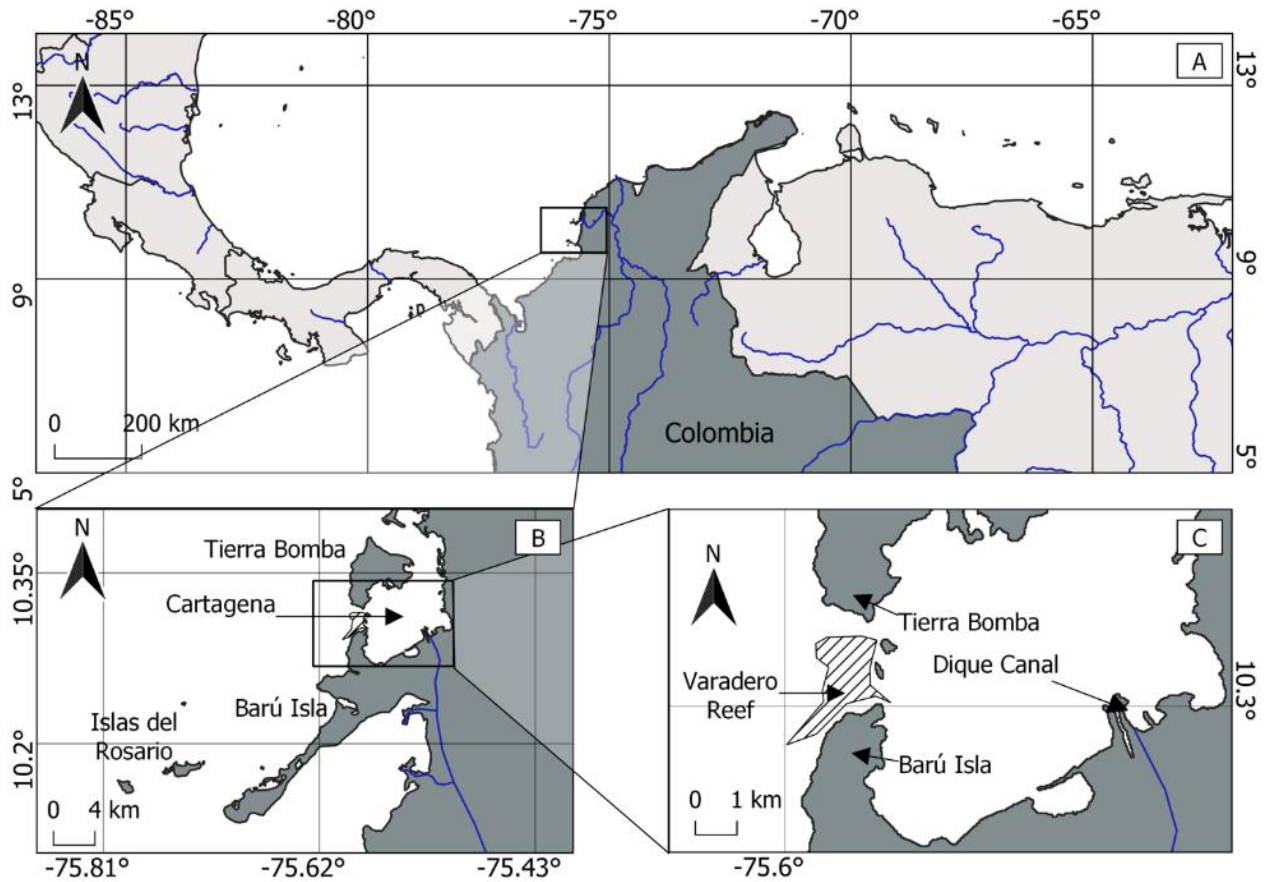 -85° -80° -75° -70° -65°
A
N
13° 13°
9° 9°
0 200 km
Colombia
5° 5°
N
B
Tierra Bomba
10.35°
Cartagena
Barú Isla
Islas del
Rosario
10.2°
0 4 km
-75.81° -75.62° -75.43°
C
N
Tierra Bomba
Dique Canal
Varadero
Reef
10.3°
Barú Isla
0 1 km
-75.6°